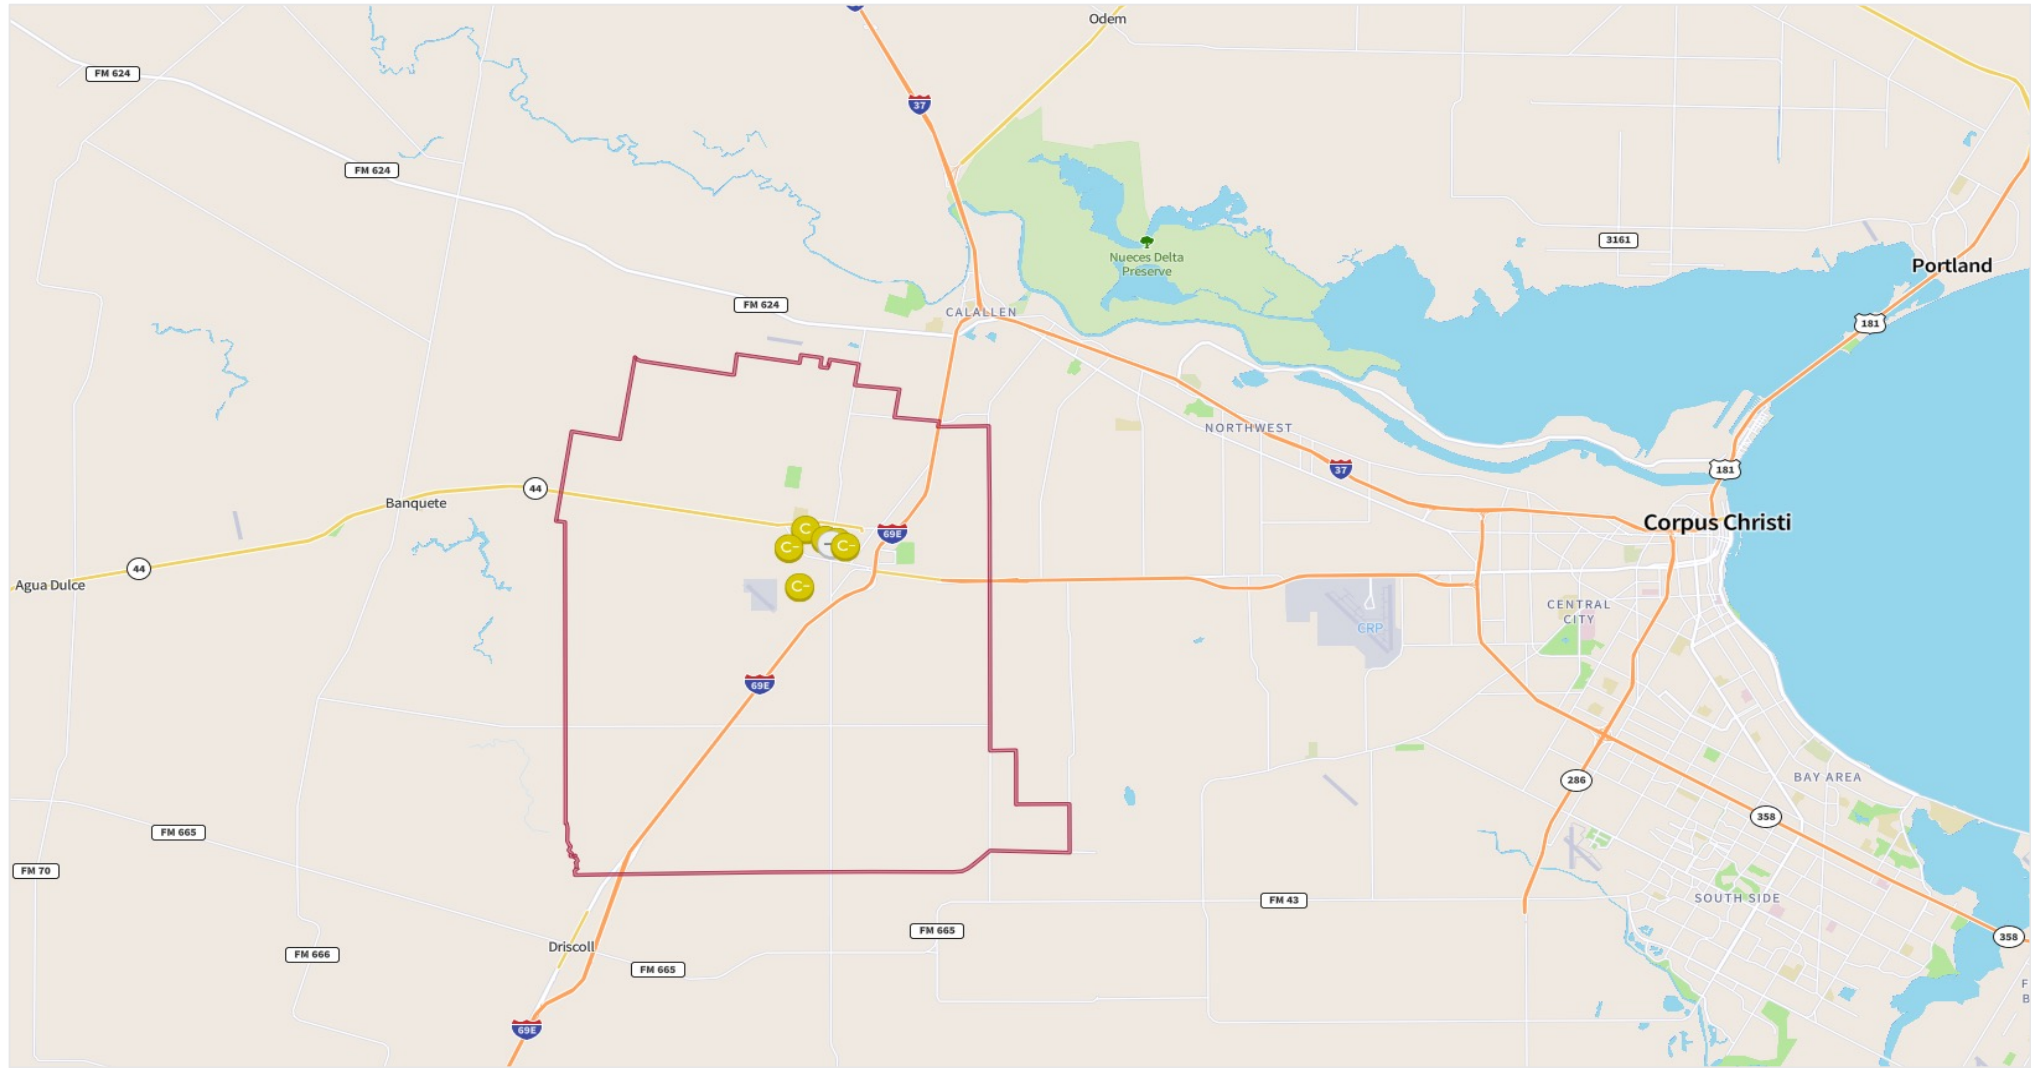 Odem
FM 624
37
FM 624
3161
Nueces Delta
Preserve
Portland
FM 624
CALALLEN
181
NORTHWEST
37
181
44
Banquete
Corpus Christi
C
C-
C-
69E
44
Agua Dulce
C-
CENTRAL
CITY
CRP
69E
286
BAY AREA
358
FM 665
FM 70
SOUTH SIDE
FM 43
FM 665
358
Driscoll
FM 666
FM 665
F
B
69E